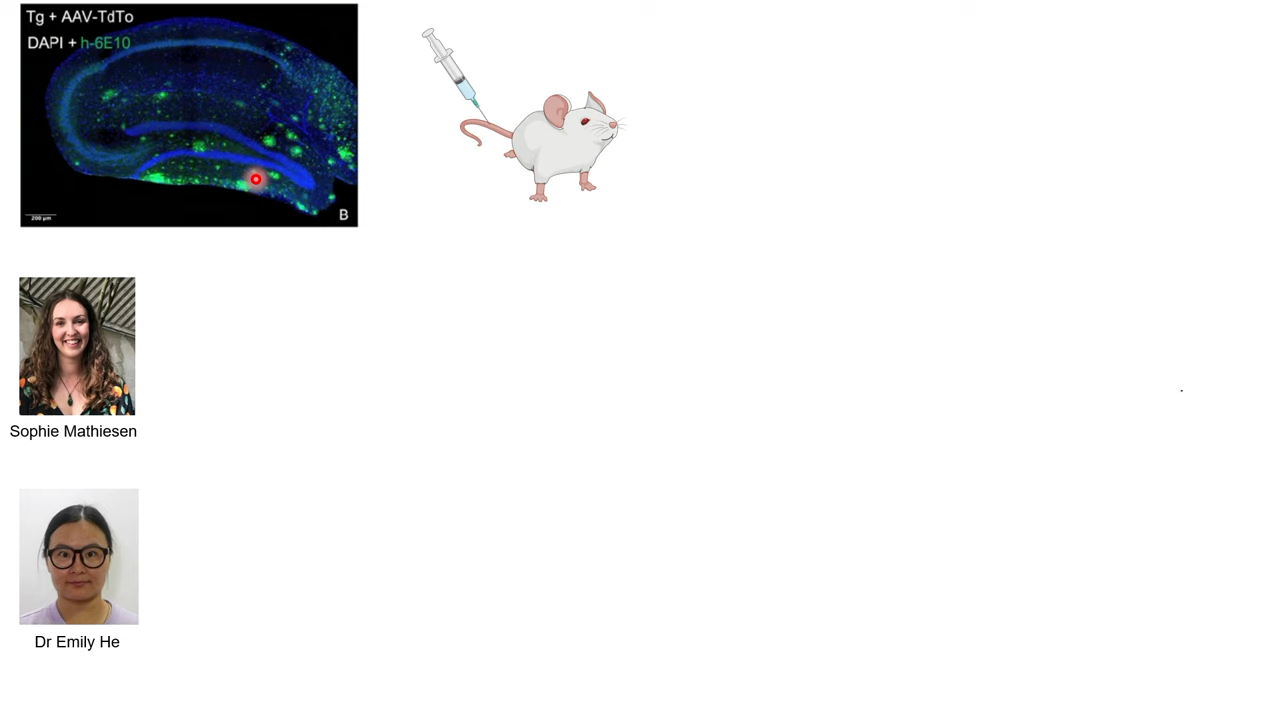 Tg + AAV-TdTo
DAPI + h-6E10
200 µm
B
Sophie Mathiesen
Dr Emily He